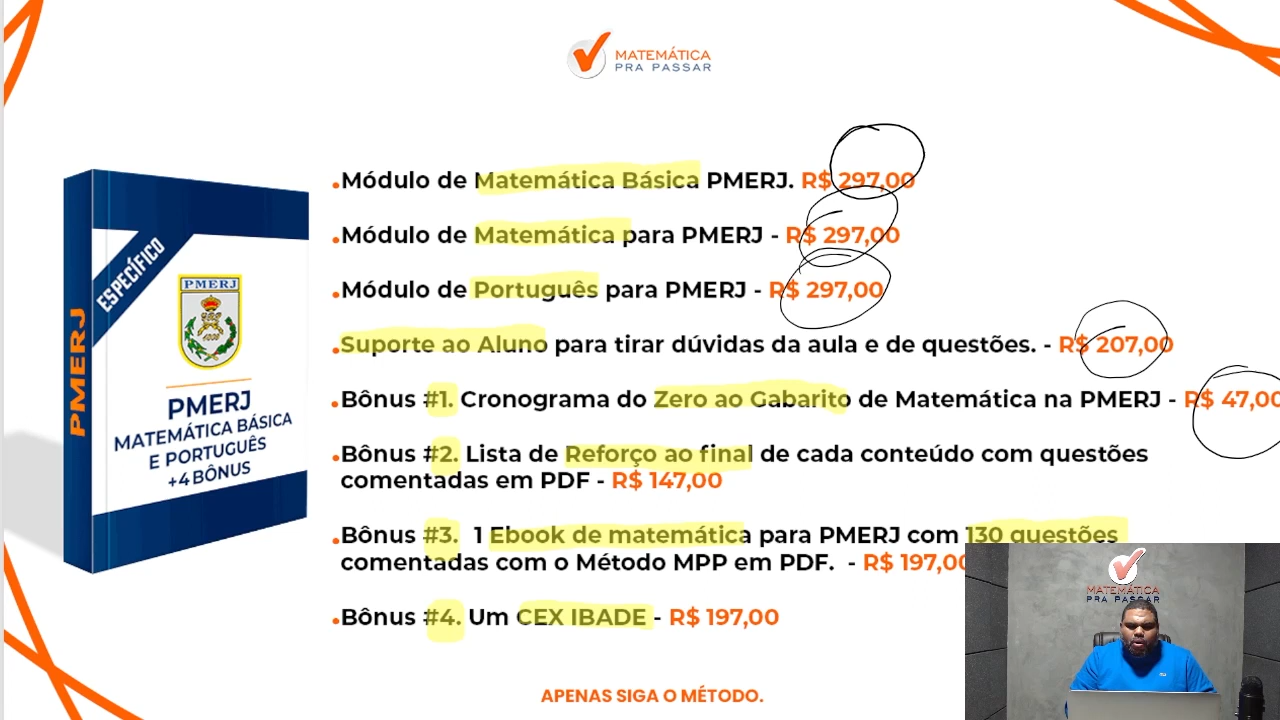 MATEMÁTICA
PRA PASSAR
•Módulo de Matemática Básica PMERJ. R$ 297,00
•Módulo de Matemática para PMERJ - R$ 297,00
•Módulo de Português para PMERJ - R$ 297,00
•Suporte ao Aluno para tirar dúvidas da aula e de questões. - R$ 207,00
•Bônus #1. Cronograma do Zero ao Gabarito de Matemática na PMERJ - R$ 47,00
•Bônus #2. Lista de Reforço ao final de cada conteúdo com questões
comentadas em PDF - R$ 147,00
•Bônus #3. 1 Ebook de matemática para PMERJ com 130 questões
comentadas com o Método MPP em PDF. - R$ 197,00
•Bônus #4. Um CEX IBADE - R$ 197,00
APENAS SIGA O MÉTODO.
PMERJ
ESPECÍFICO
PMERJ
PMERJ
MATEMÁTICA BÁSICA
E PORTUGUÊS
+4 BÔNUS
MATEMÁTICA
PRA PASSAR